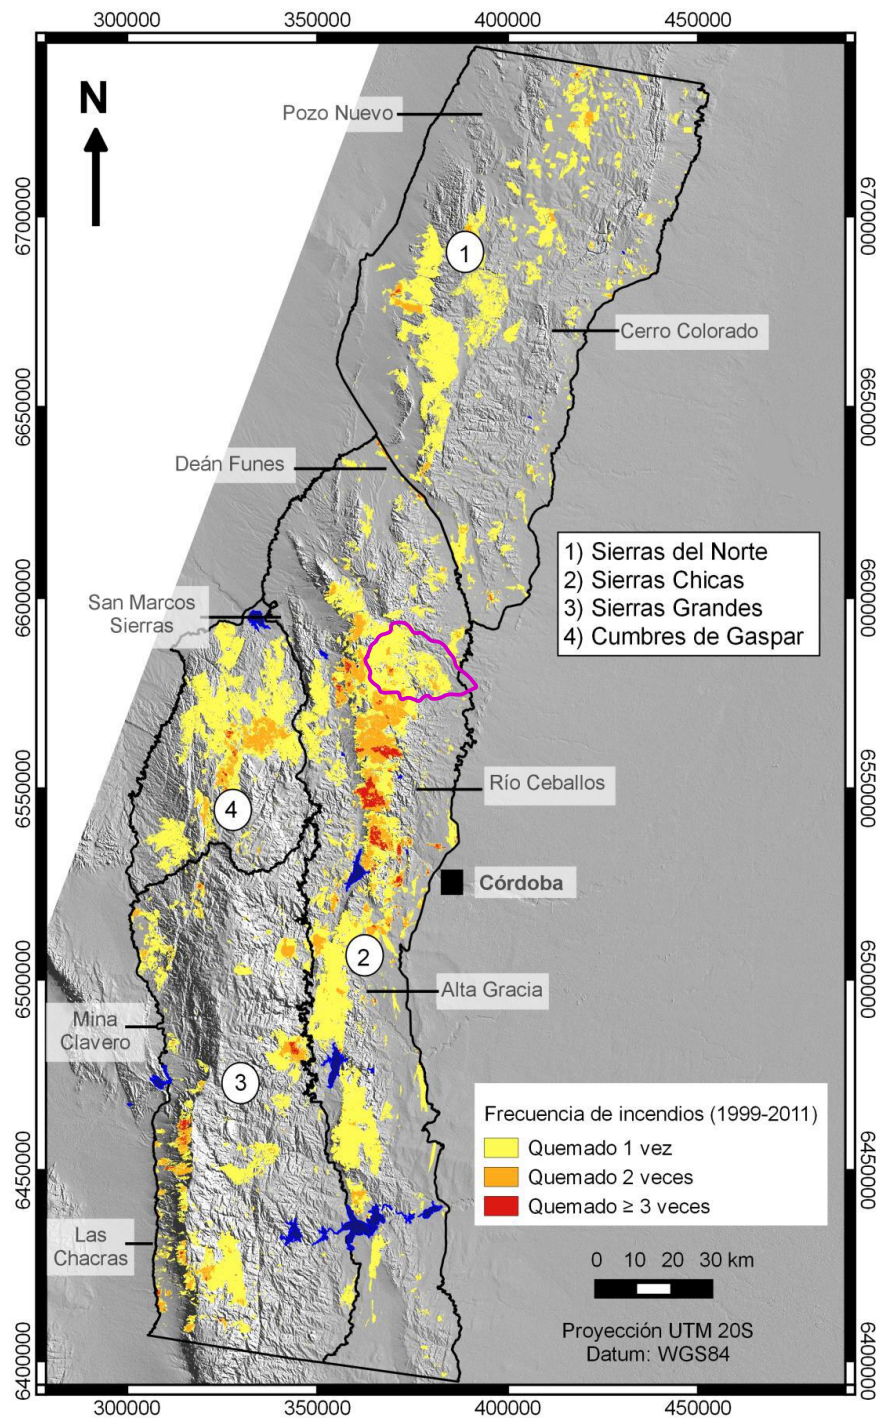 300000 350000 400000 450000
N
Pozo Nuevo
6700000 6700000
1
Cerro Colorado
6650000 6650000
Deán Funes
1) Sierras del Norte
2) Sierras Chicas
3) Sierras Grandes
4) Cumbres de Gaspar
6600000 6600000
San Marcos
Sierras
6550000 6550000
Río Ceballos
4
Córdoba
2
6500000 6500000
Alta Gracia
Mina
Clavero
3
Frecuencia de incendios (1999-2011)
Quemado 1 vez
Quemado 2 veces
Quemado ≥ 3 veces
6450000 6450000
Las
Chacras
0 10 20 30 km
Proyección UTM 20S
Datum: WGS84
6400000 6400000
300000 350000 400000 450000